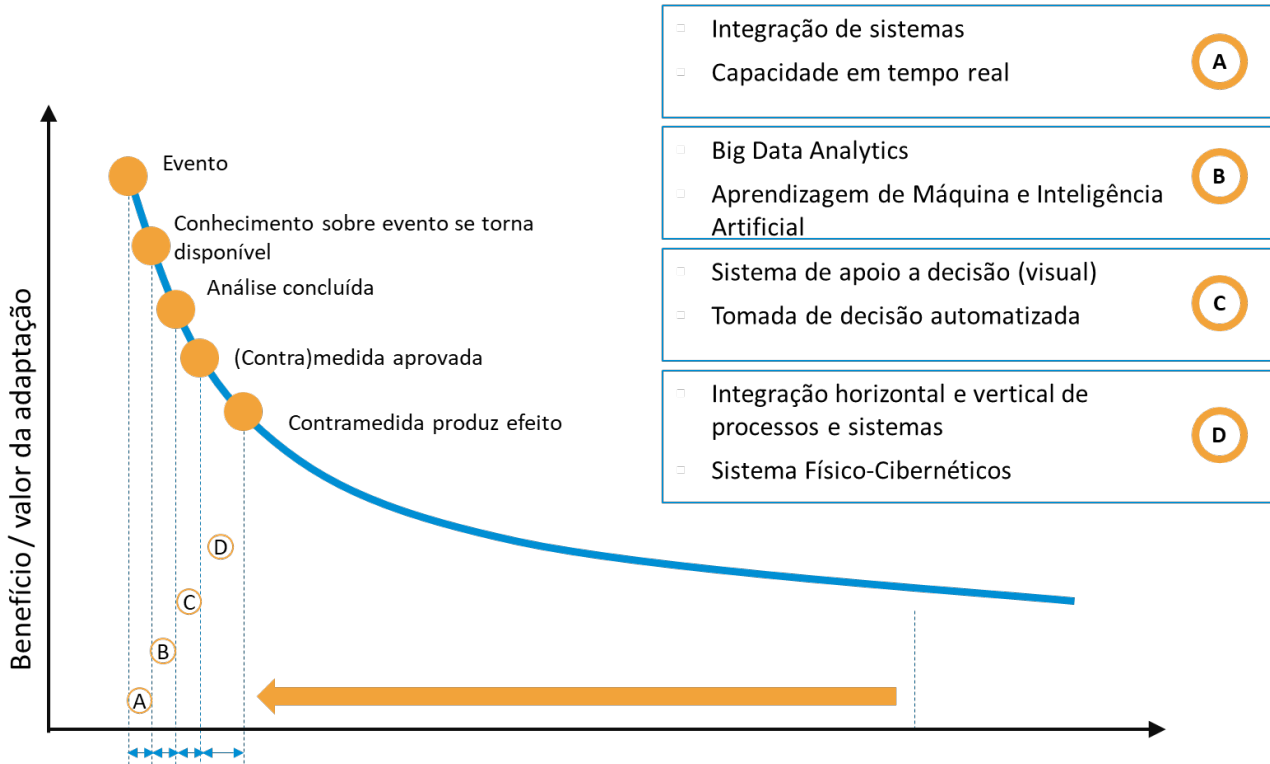 Integração de sistemas
Capacidade em tempo real
A
Big Data Analytics
Aprendizagem de Máquina e Inteligência
Artificial
B
Sistema de apoio a decisão (visual)
Tomada de decisão automatizada
C
Integração horizontal e vertical de
processos e sistemas
Sistema Físico-Cibernéticos
D
Benefício / valor da adaptação
Evento
Conhecimento sobre evento se torna
disponível
Análise concluída
(Contra)medida aprovada
Contramedida produz efeito
D
C
B
A